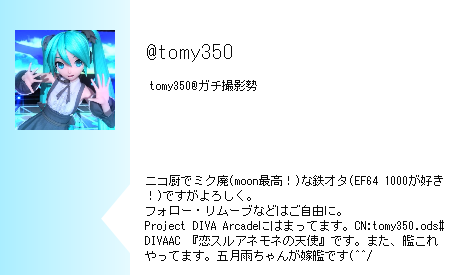 @tomy350
tomy350@ガチ撮影勢
ニコ厨でミク廃(moon最高！)な鉄オタ(EF64 1000が好き
！)ですがよろしく。
フォロー・リムーブなどはご自由に。
Project DIVA Arcadeにはまってます。CN:tomy350.ods#
DIVAAC 『恋スルアネモネの天使』です。また、艦これ
やってます。五月雨ちゃんが嫁艦です(^^/